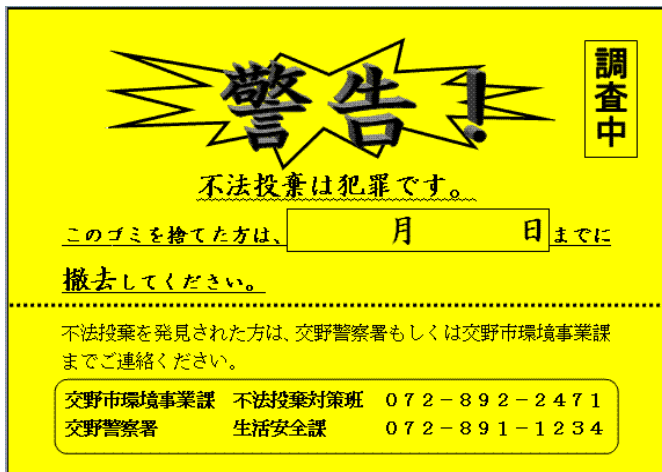 警告!
調査中
不法投棄は犯罪です。
このゴミを捨てた方は、 月 日までに
撤去してください。
不法投棄を発見された方は、交野警察署もしくは交野市環境事業課
までご連絡ください。
交野市環境事業課 不法投棄対策班 072-892-2471
交野警察署 生活安全課 072-891-1234